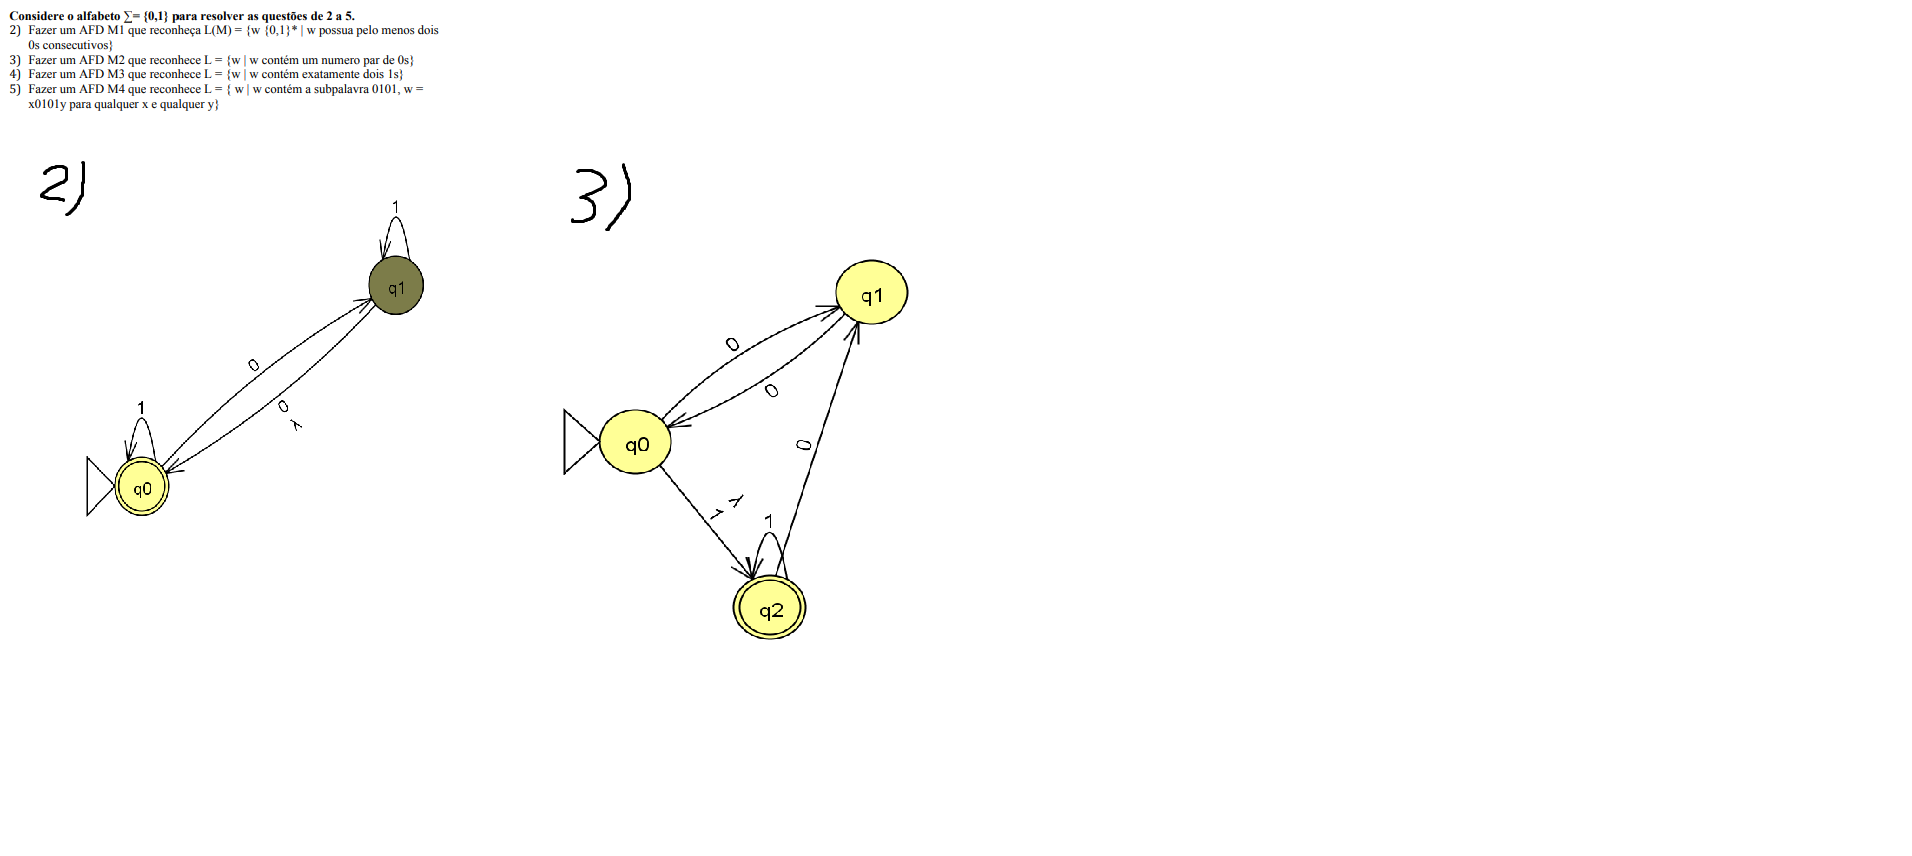 Considere o alfabeto ∑= {0,1} para resolver as questões de 2 a 5.
2) Fazer um AFD M1 que reconheça L(M) = {w {0,1}* | w possua pelo menos dois
0s consecutivos}
3) Fazer um AFD M2 que reconhece L = {w | w contém um numero par de 0s}
4) Fazer um AFD M3 que reconhece L = {w | w contém exatamente dois 1s}
5) Fazer um AFD M4 que reconhece L = { w | w contém a subpalavra 0101, w =
x0101y para qualquer x e qualquer y}
2)
1
q1
0
0
λ
1
q0
3)
q1
0
0
q0
0
λ
1
1
q2